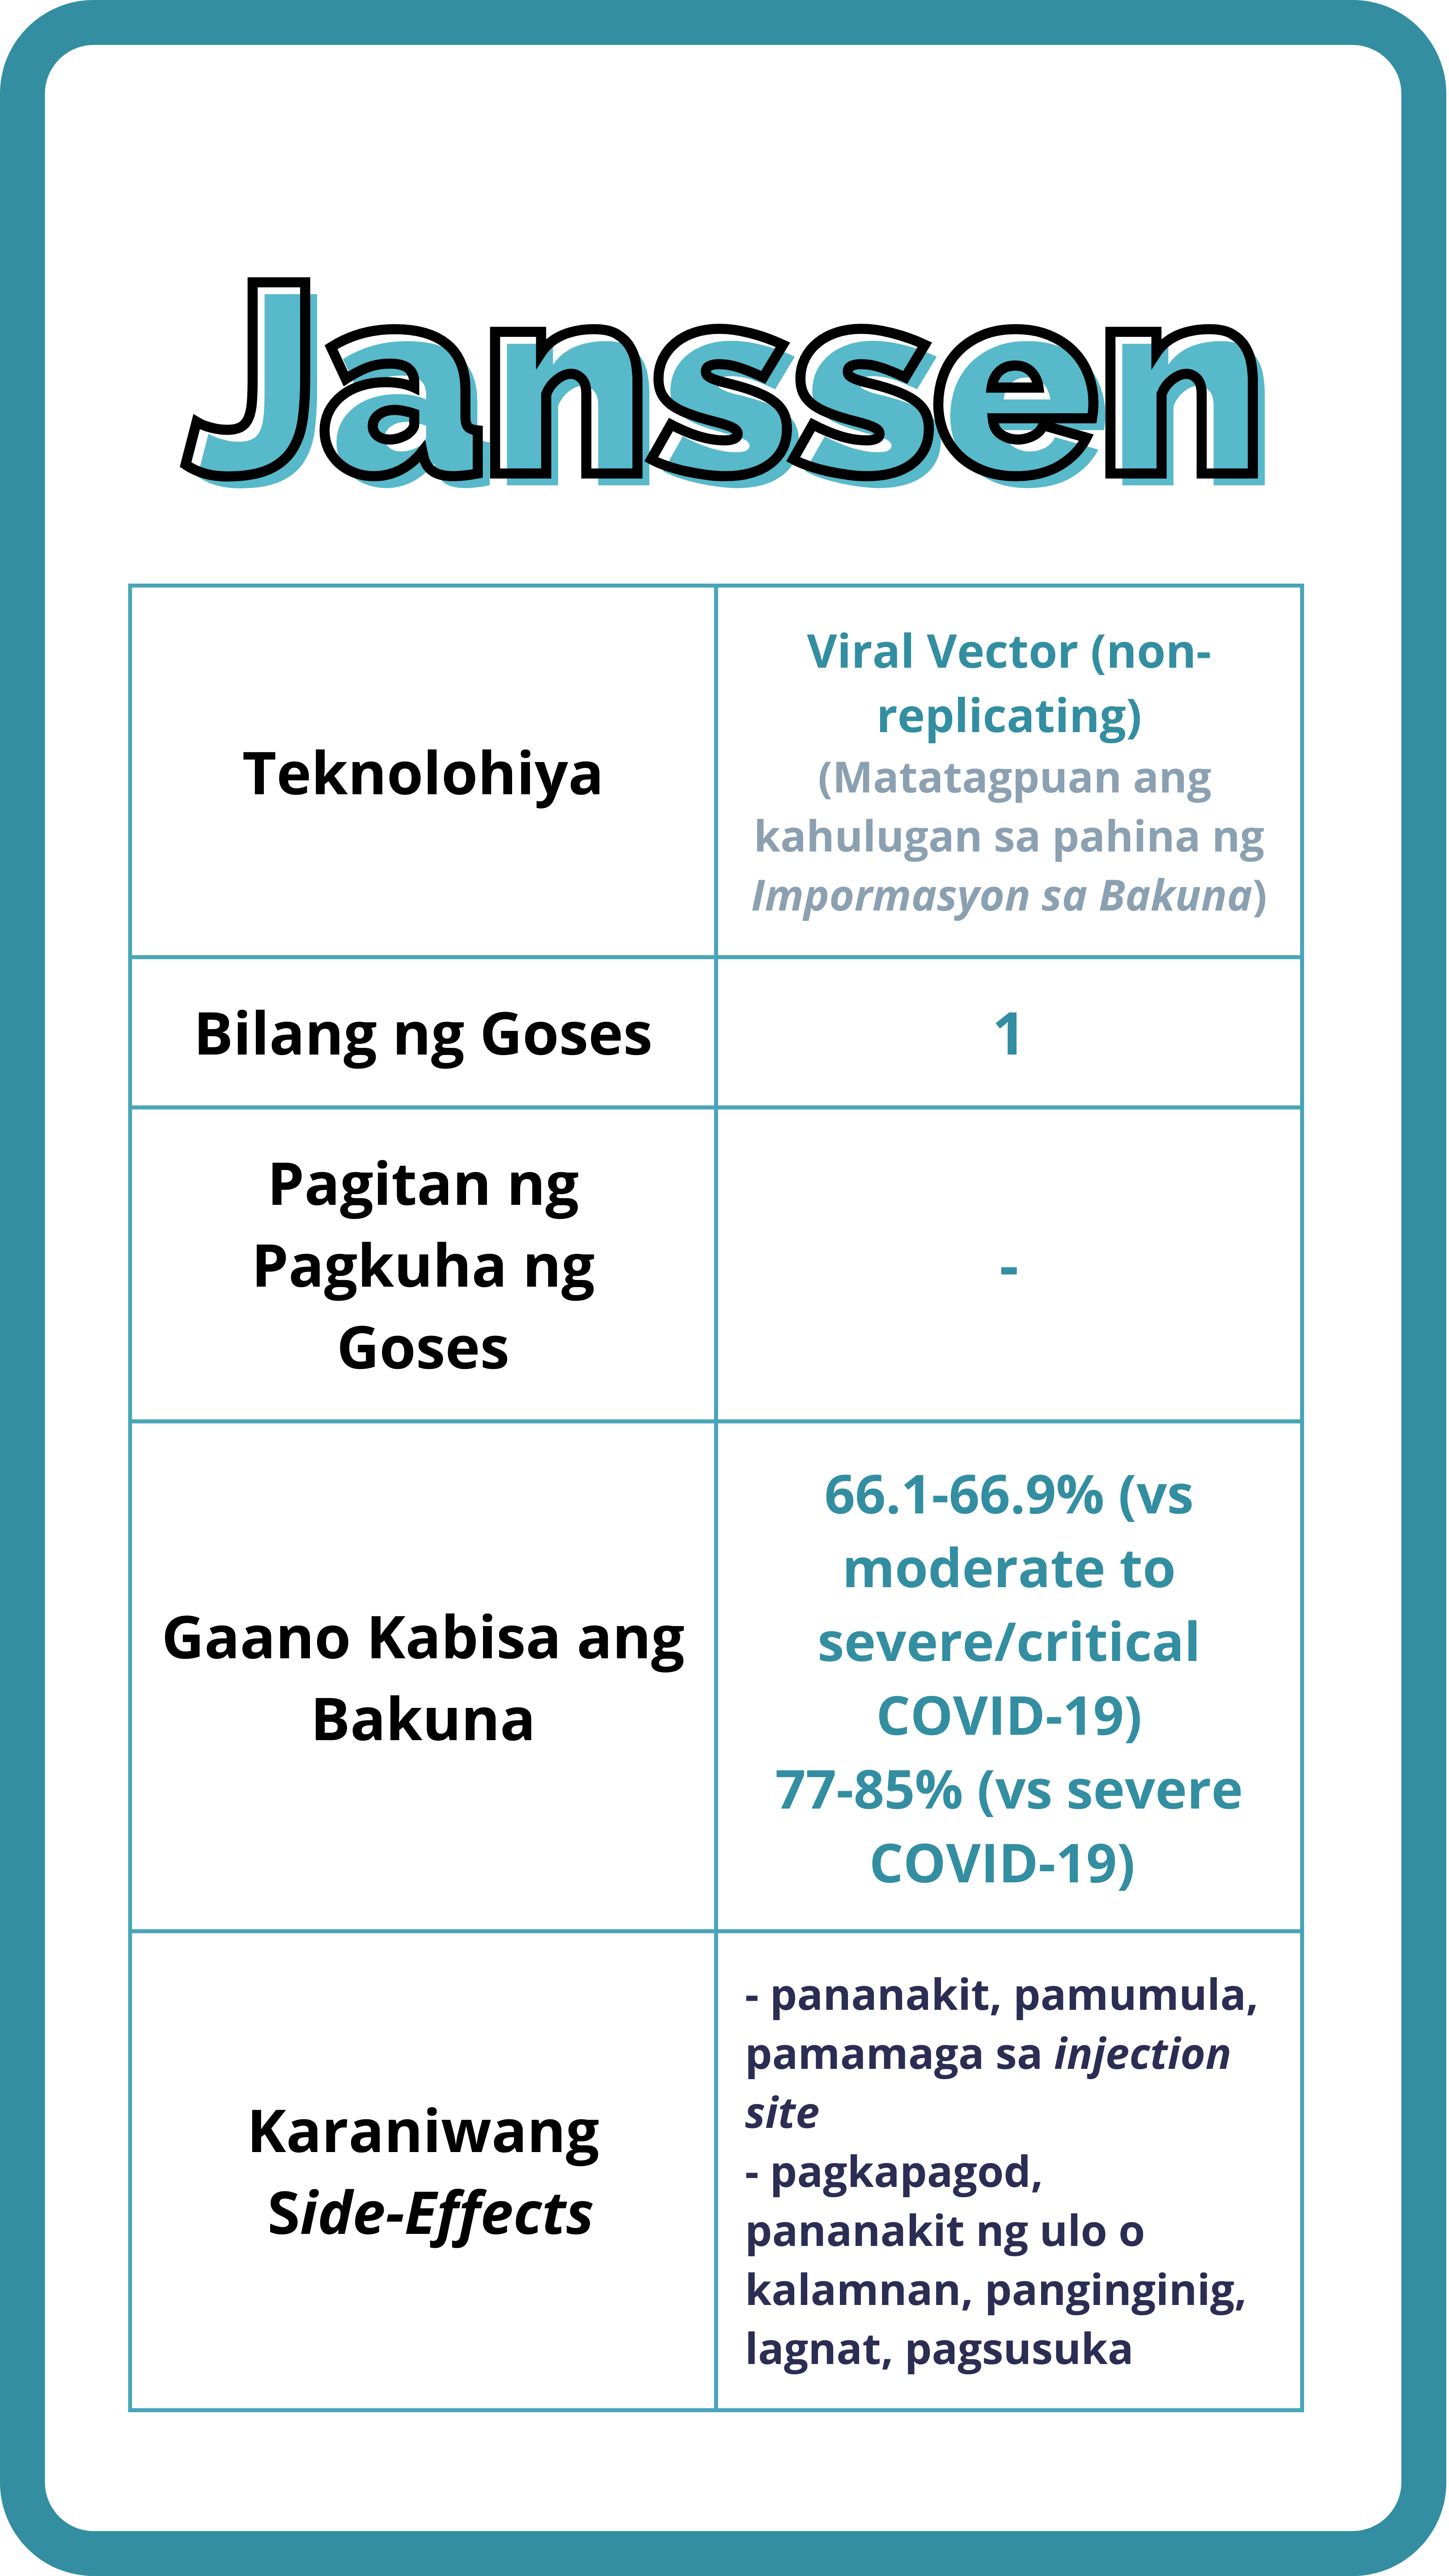 Janssen
Teknolohiya
Viral Vector (non-
replicating)
(Matatagpuan ang
kahulugan sa pahina ng
Impormasyon sa Bakuna)
Bilang ng Goses
1
Pagitan ng
Pagkuha ng
Goses
-
Gaano Kabisa ang
Bakuna
66.1-66.9% (vs
moderate to
severe/critical
COVID-19)
77-85% (vs severe
COVID-19)
Karaniwang
Side-Effects
- pananakit, pamumula,
pamamaga sa injection
site
- pagkapagod,
pananakit ng ulo o
kalamnan, panginginig,
lagnat, pagsusuka